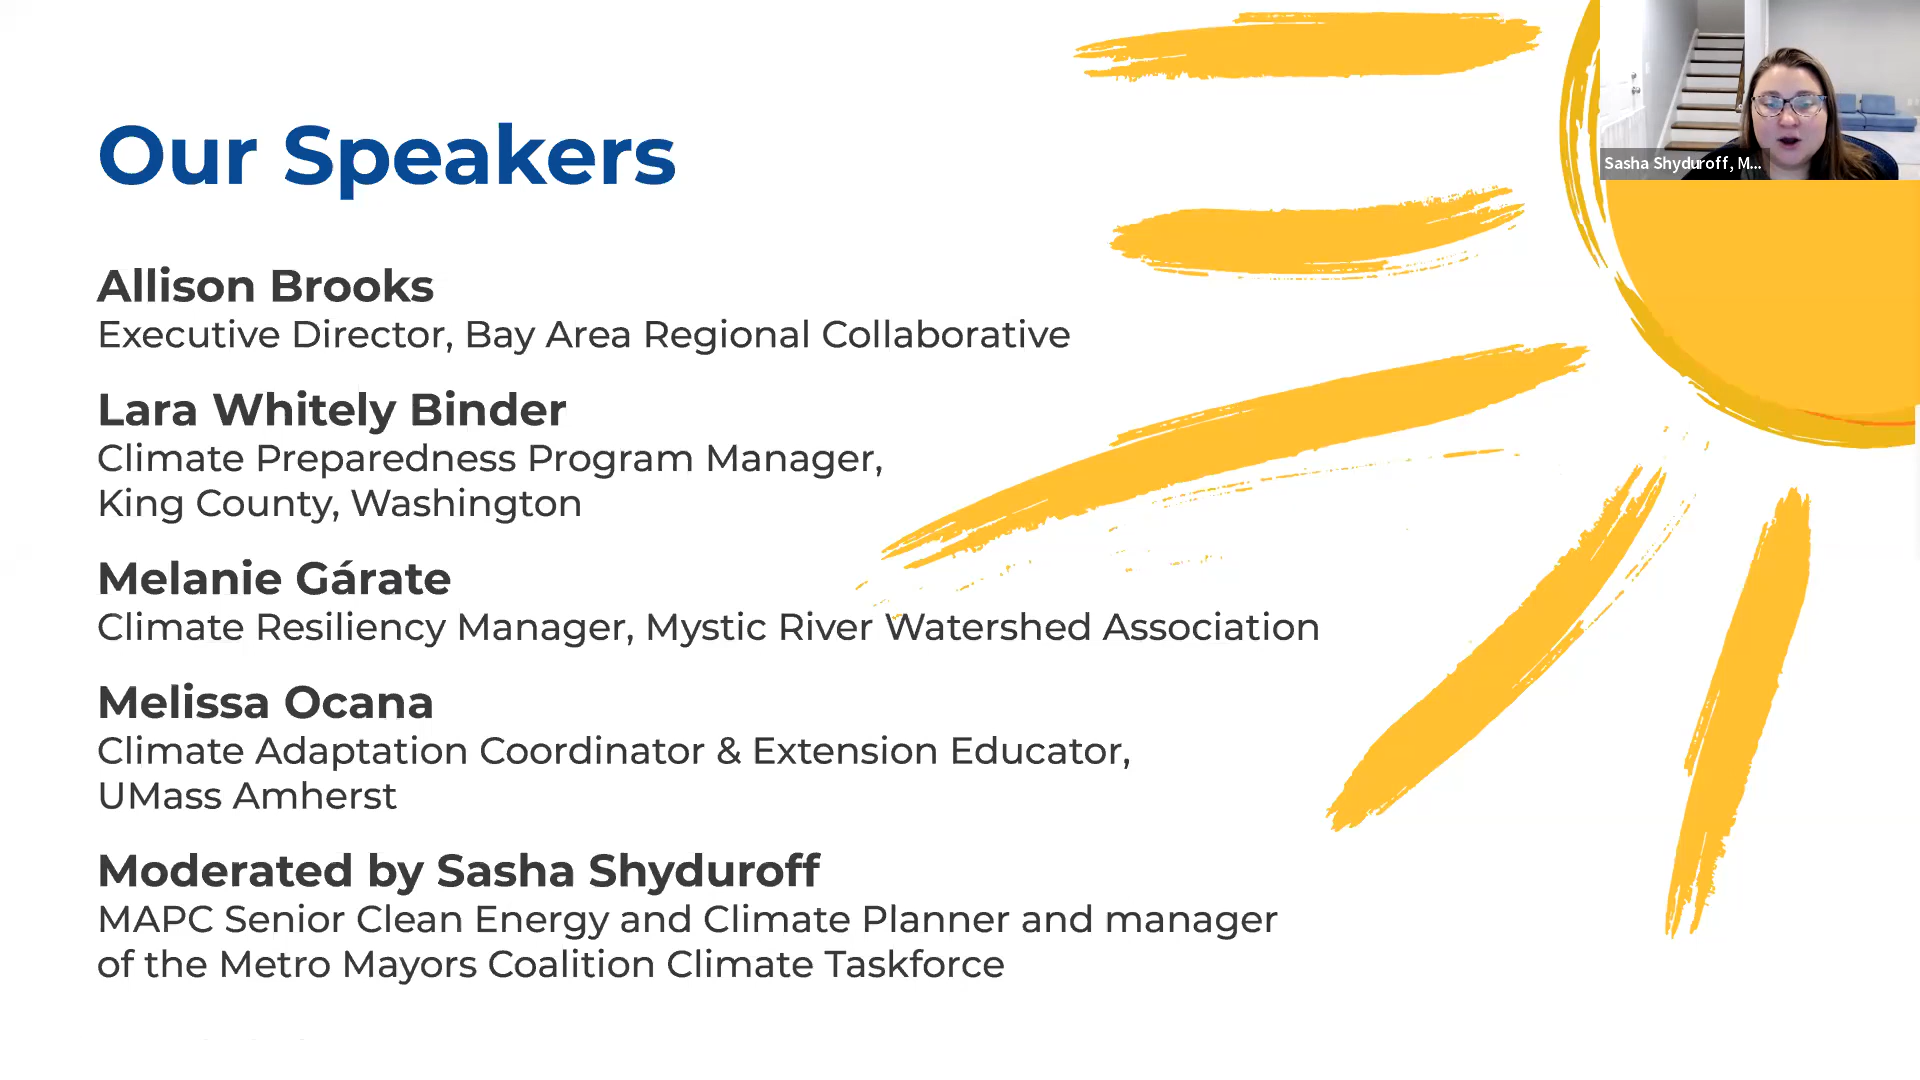 Our Speakers
Allison Brooks
Executive Director, Bay Area Regional Collaborative
Lara Whitely Binder
Climate Preparedness Program Manager,
King County, Washington
Melanie Gárate
Climate Resiliency Manager, Mystic River Watershed Association
Melissa Ocana
Climate Adaptation Coordinator & Extension Educator,
UMass Amherst
Moderated by Sasha Shyduroff
MAPC Senior Clean Energy and Climate Planner and manager
of the Metro Mayors Coalition Climate Taskforce
Sasha Shyduroff, M...